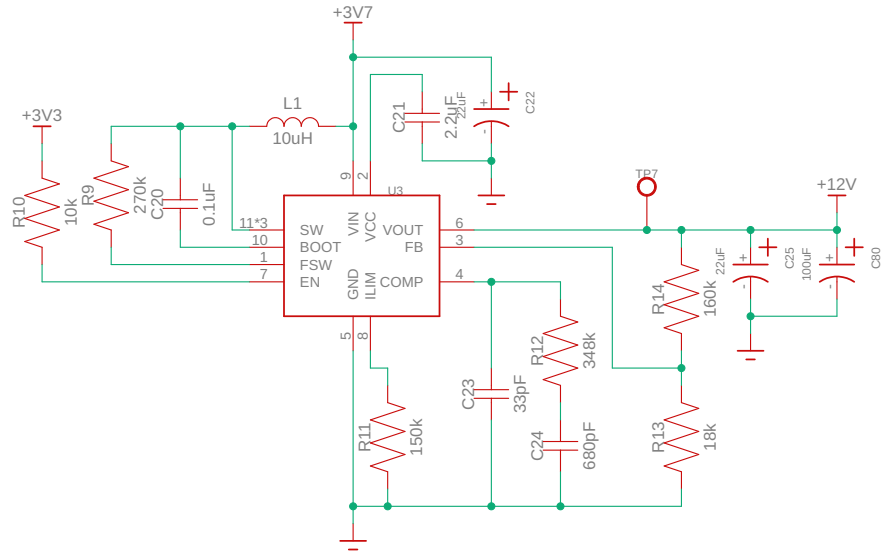 +3V7
+3V3
L1
10uH
C21
2.2uF
22uF
C22
+
-
R10
10k
R9
270k
C20
0.1uF
9
2
U3
TP7
+12V
11*3
SW
10
BOOT
1
FSW
7
EN
VIN
VCC
VOUT
6
FB
3
COMP
4
GND
ILIM
5
8
22uF
+
-
C25
100uF
+
-
C80
R14
160k
R12
348k
C23
33pF
R11
150k
C24
680pF
R13
18k